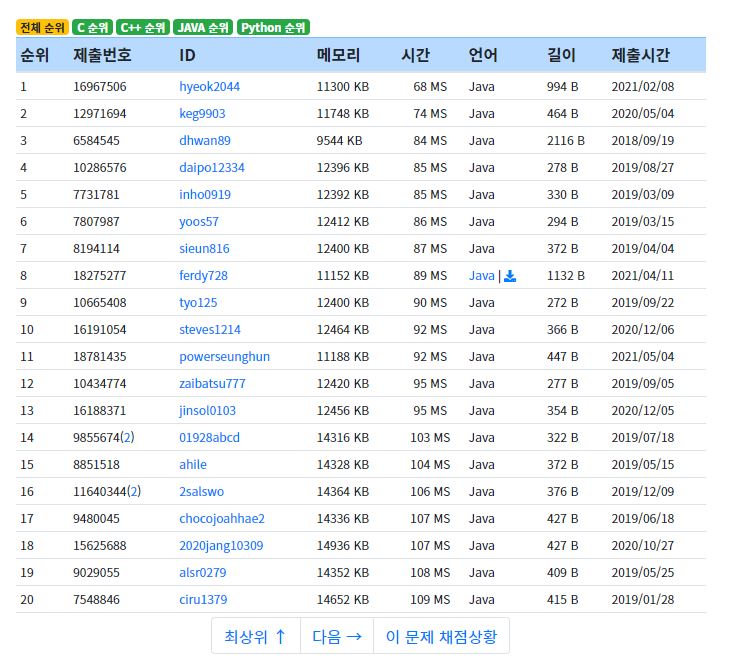 전체 순위 C 순위 C++ 순위 JAVA 순위 Python 순위
순위 제출번호 ID 메모리 시간 언어 길이 제출시간
1 16967506 hyeok2044 11300 KB 68 MS Java 994 B 2021/02/08
2 12971694 keg9903 11748 KB 74 MS Java 464 B 2020/05/04
3 6584545 dhwan89 9544 KB 84 MS Java 2116 B 2018/09/19
4 10286576 daipo12334 12396 KB 85 MS Java 278 B 2019/08/27
5 7731781 inho0919 12392 KB 85 MS Java 330 B 2019/03/09
6 7807987 yoos57 12412 KB 86 MS Java 294 B 2019/03/15
7 8194114 sieun816 12400 KB 87 MS Java 372 B 2019/04/04
8 18275277 ferdy728 11152 KB 89 MS Java | 1132 B 2021/04/11
9 10665408 tyo125 12400 KB 90 MS Java 272 B 2019/09/22
10 16191054 steves1214 12464 KB 92 MS Java 366 B 2020/12/06
11 18781435 powerseunghun 11188 KB 92 MS Java 447 B 2021/05/04
12 10434774 zaibatsu777 12420 KB 95 MS Java 277 B 2019/09/05
13 16188371 jinsol0103 12456 KB 95 MS Java 354 B 2020/12/05
14 9855674(2) 01928abcd 14316 KB 103 MS Java 322 B 2019/07/18
15 8851518 ahile 14328 KB 104 MS Java 372 B 2019/05/15
16 11640344(2) 2salswo 14364 KB 106 MS Java 376 B 2019/12/09
17 9480045 chocojoahhae2 14336 KB 107 MS Java 427 B 2019/06/18
18 15625688 2020jang10309 14936 KB 107 MS Java 427 B 2020/10/27
19 9029055 alsr0279 14352 KB 108 MS Java 409 B 2019/05/25
20 7548846 ciru1379 14652 KB 109 MS Java 415 B 2019/01/28
최상위 ↑ 다음 → 이 문제 채점상황